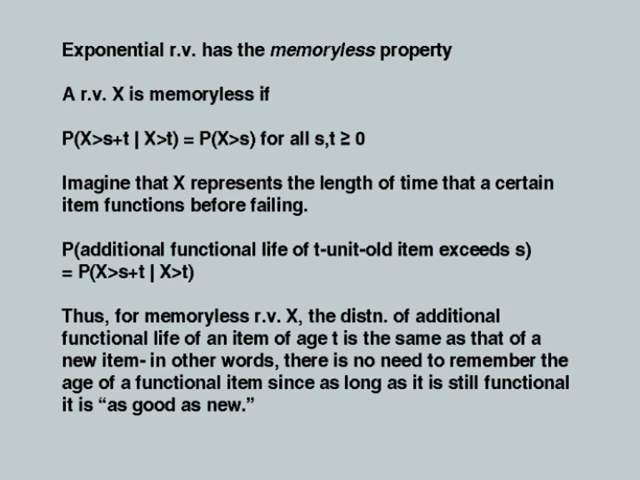 Exponential r.v. has the memoryless property
A r.v. X is memoryless if
P(X>s+t | X>t) = P(X>s) for all s,t ≥ 0
Imagine that X represents the length of time that a certain
item functions before failing.
P(additional functional life of t-unit-old item exceeds s)
= P(X>s+t | X>t)
Thus, for memoryless r.v. X, the distn. of additional
functional life of an item of age t is the same as that of a
new item- in other words, there is no need to remember the
age of a functional item since as long as it is still functional
it is “as good as new.”